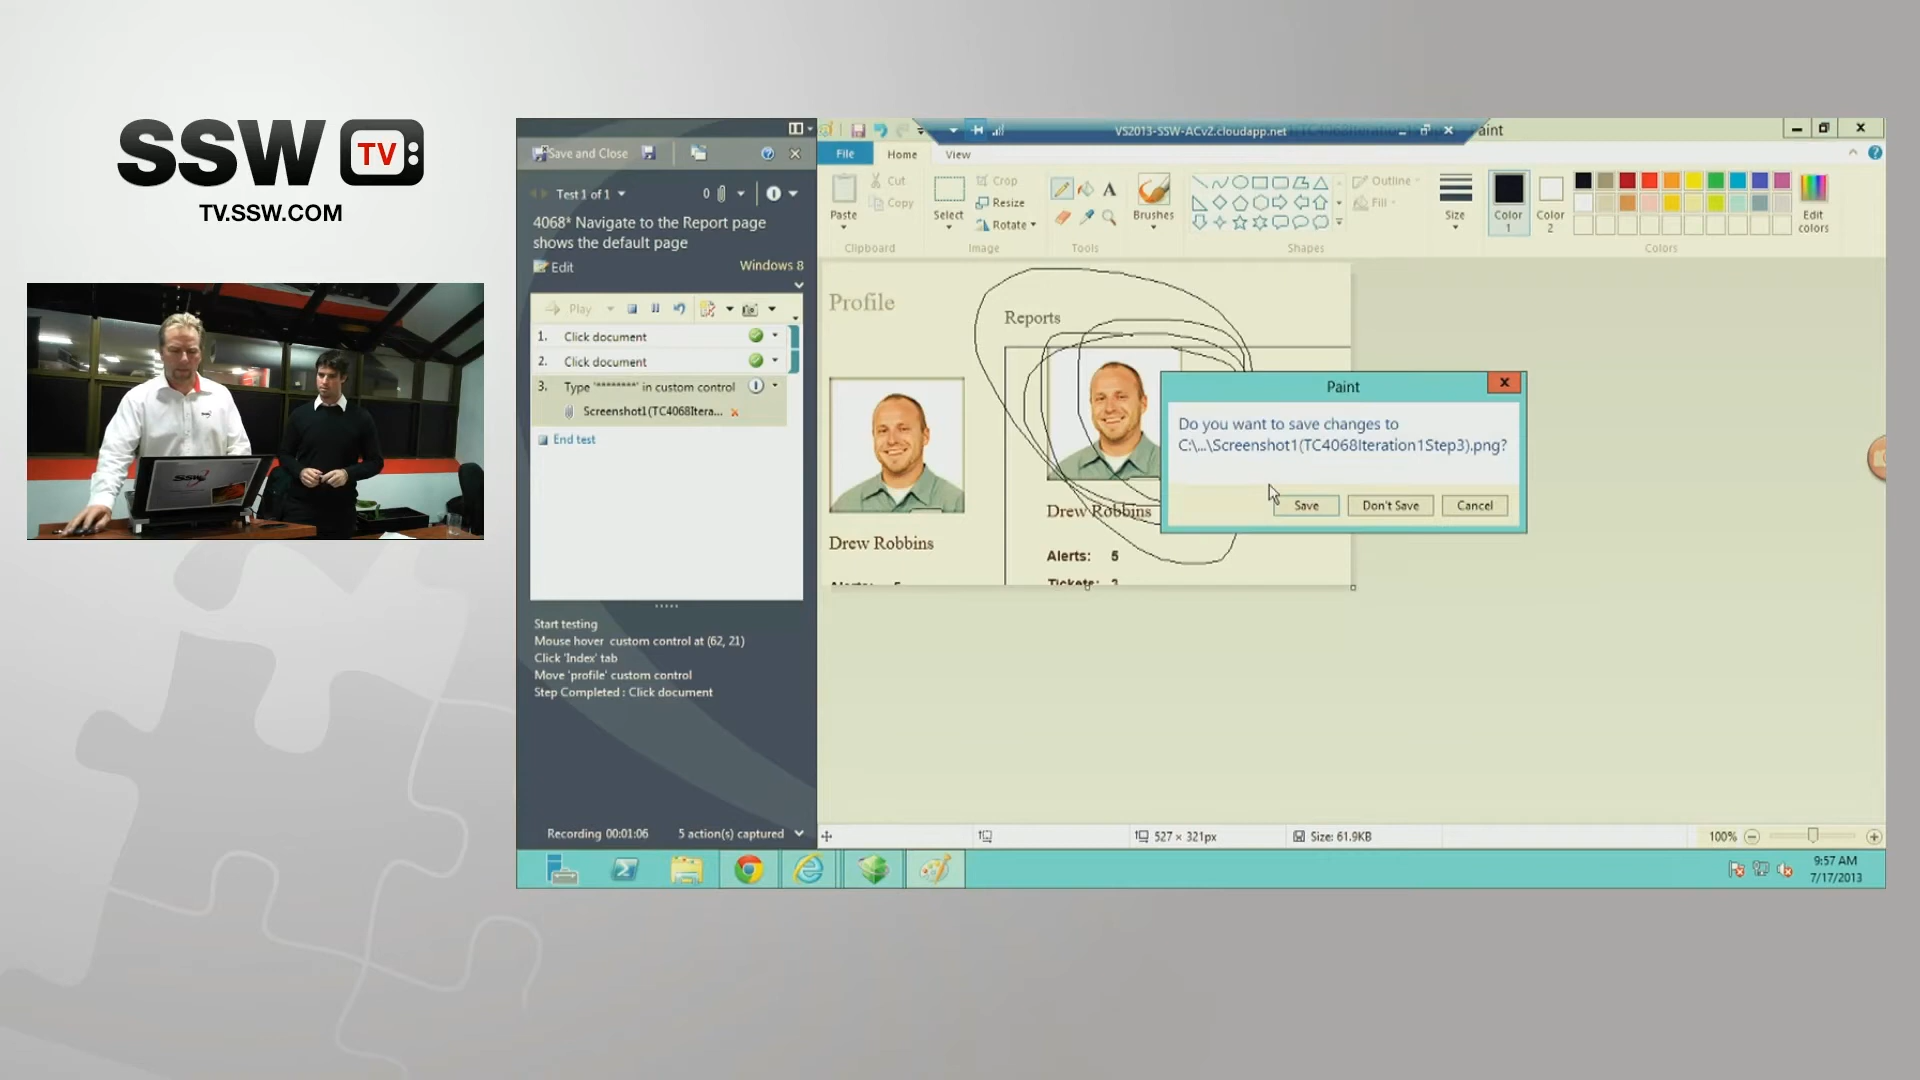 SSW TV:
TV.SSW.COM
Save and Close
Test 1 of 1
0
4068* Navigate to the Report page
shows the default page
Edit
Windows 8
Play
1. Click document
2. Click document
3. Type '********' in custom control
Screenshot1(TC4068Itera...
End test
Start testing
Mouse hover custom control at (62, 21)
Click 'Index' tab
Move 'profile' custom control
Step Completed : Click document
Recording 00:01:06
5 action(s) captured
VS2013-SSW-ACv2.cloudapp.net
Paint
File
Home
View
Paste
Cut
Copy
Clipboard
Select
Crop
Resize
Rotate
Image
A
Tools
Brushes
Outline
Fill
Shapes
Size
Color
1
Color
2
Edit
colors
Colors
Profile
Drew Robbins
Reports
Drew Robbins
Alerts: 5
Tickets: 3
Paint
Do you want to save changes to
C:\...\Screenshot1(TC4068Iteration1Step3).png?
Save
Don't Save
Cancel
527 × 321px
Size: 61.9KB
100%
9:57 AM
7/17/2013